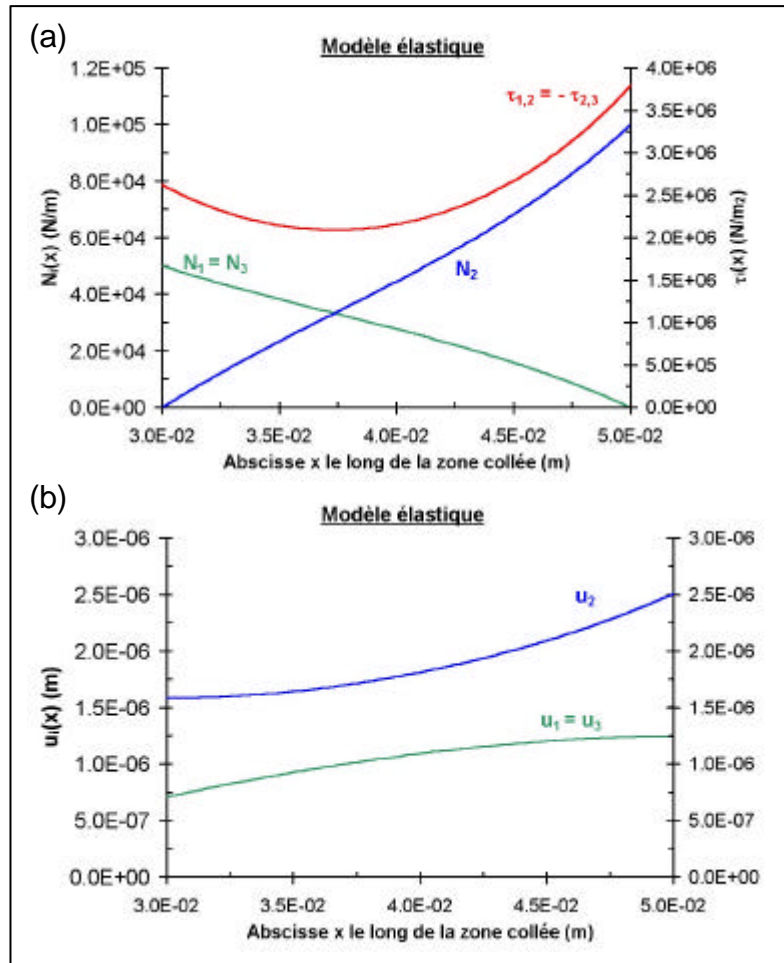 (a)
Modèle élastique
1.2E+05
1.0E+05
8.0E+04
6.0E+04
4.0E+04
2.0E+04
0.0E+00
Nᵢ(x) (N/m)
4.0E+06
3.5E+06
3.0E+06
2.5E+06
2.0E+06
1.5E+06
1.0E+06
5.0E+05
0.0E+00
τᵢ(x) (N/m₂)
τ₁,₂ = - τ₂,₃
N₁ = N₃
N₂
3.0E-02 3.5E-02 4.0E-02 4.5E-02 5.0E-02
Abscisse x le long de la zone collée (m)
(b)
Modèle élastique
3.0E-06
2.5E-06
2.0E-06
1.5E-06
1.0E-06
5.0E-07
0.0E+00
uᵢ(x) (m)
3.0E-06
2.5E-06
2.0E-06
1.5E-06
1.0E-06
5.0E-07
0.0E+00
u₂
u₁ = u₃
3.0E-02 3.5E-02 4.0E-02 4.5E-02 5.0E-02
Abscisse x le long de la zone collée (m)